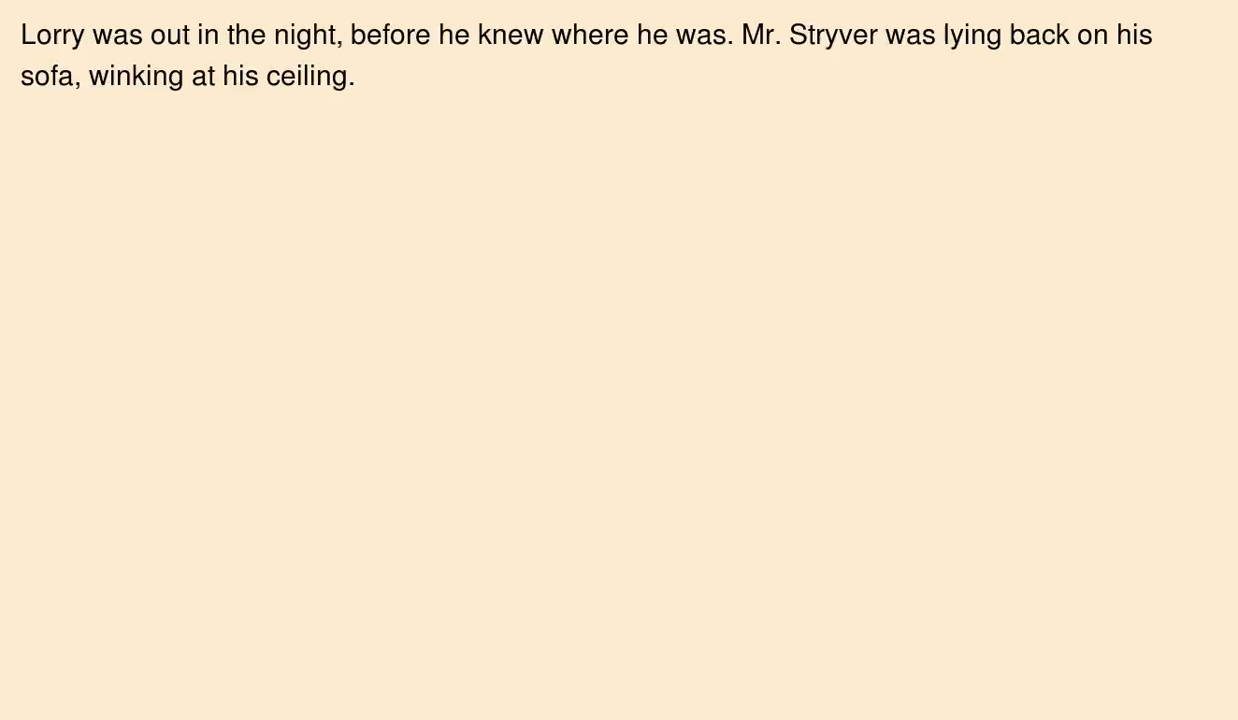 Lorry was out in the night, before he knew where he was. Mr. Stryver was lying back on his
sofa, winking at his ceiling.